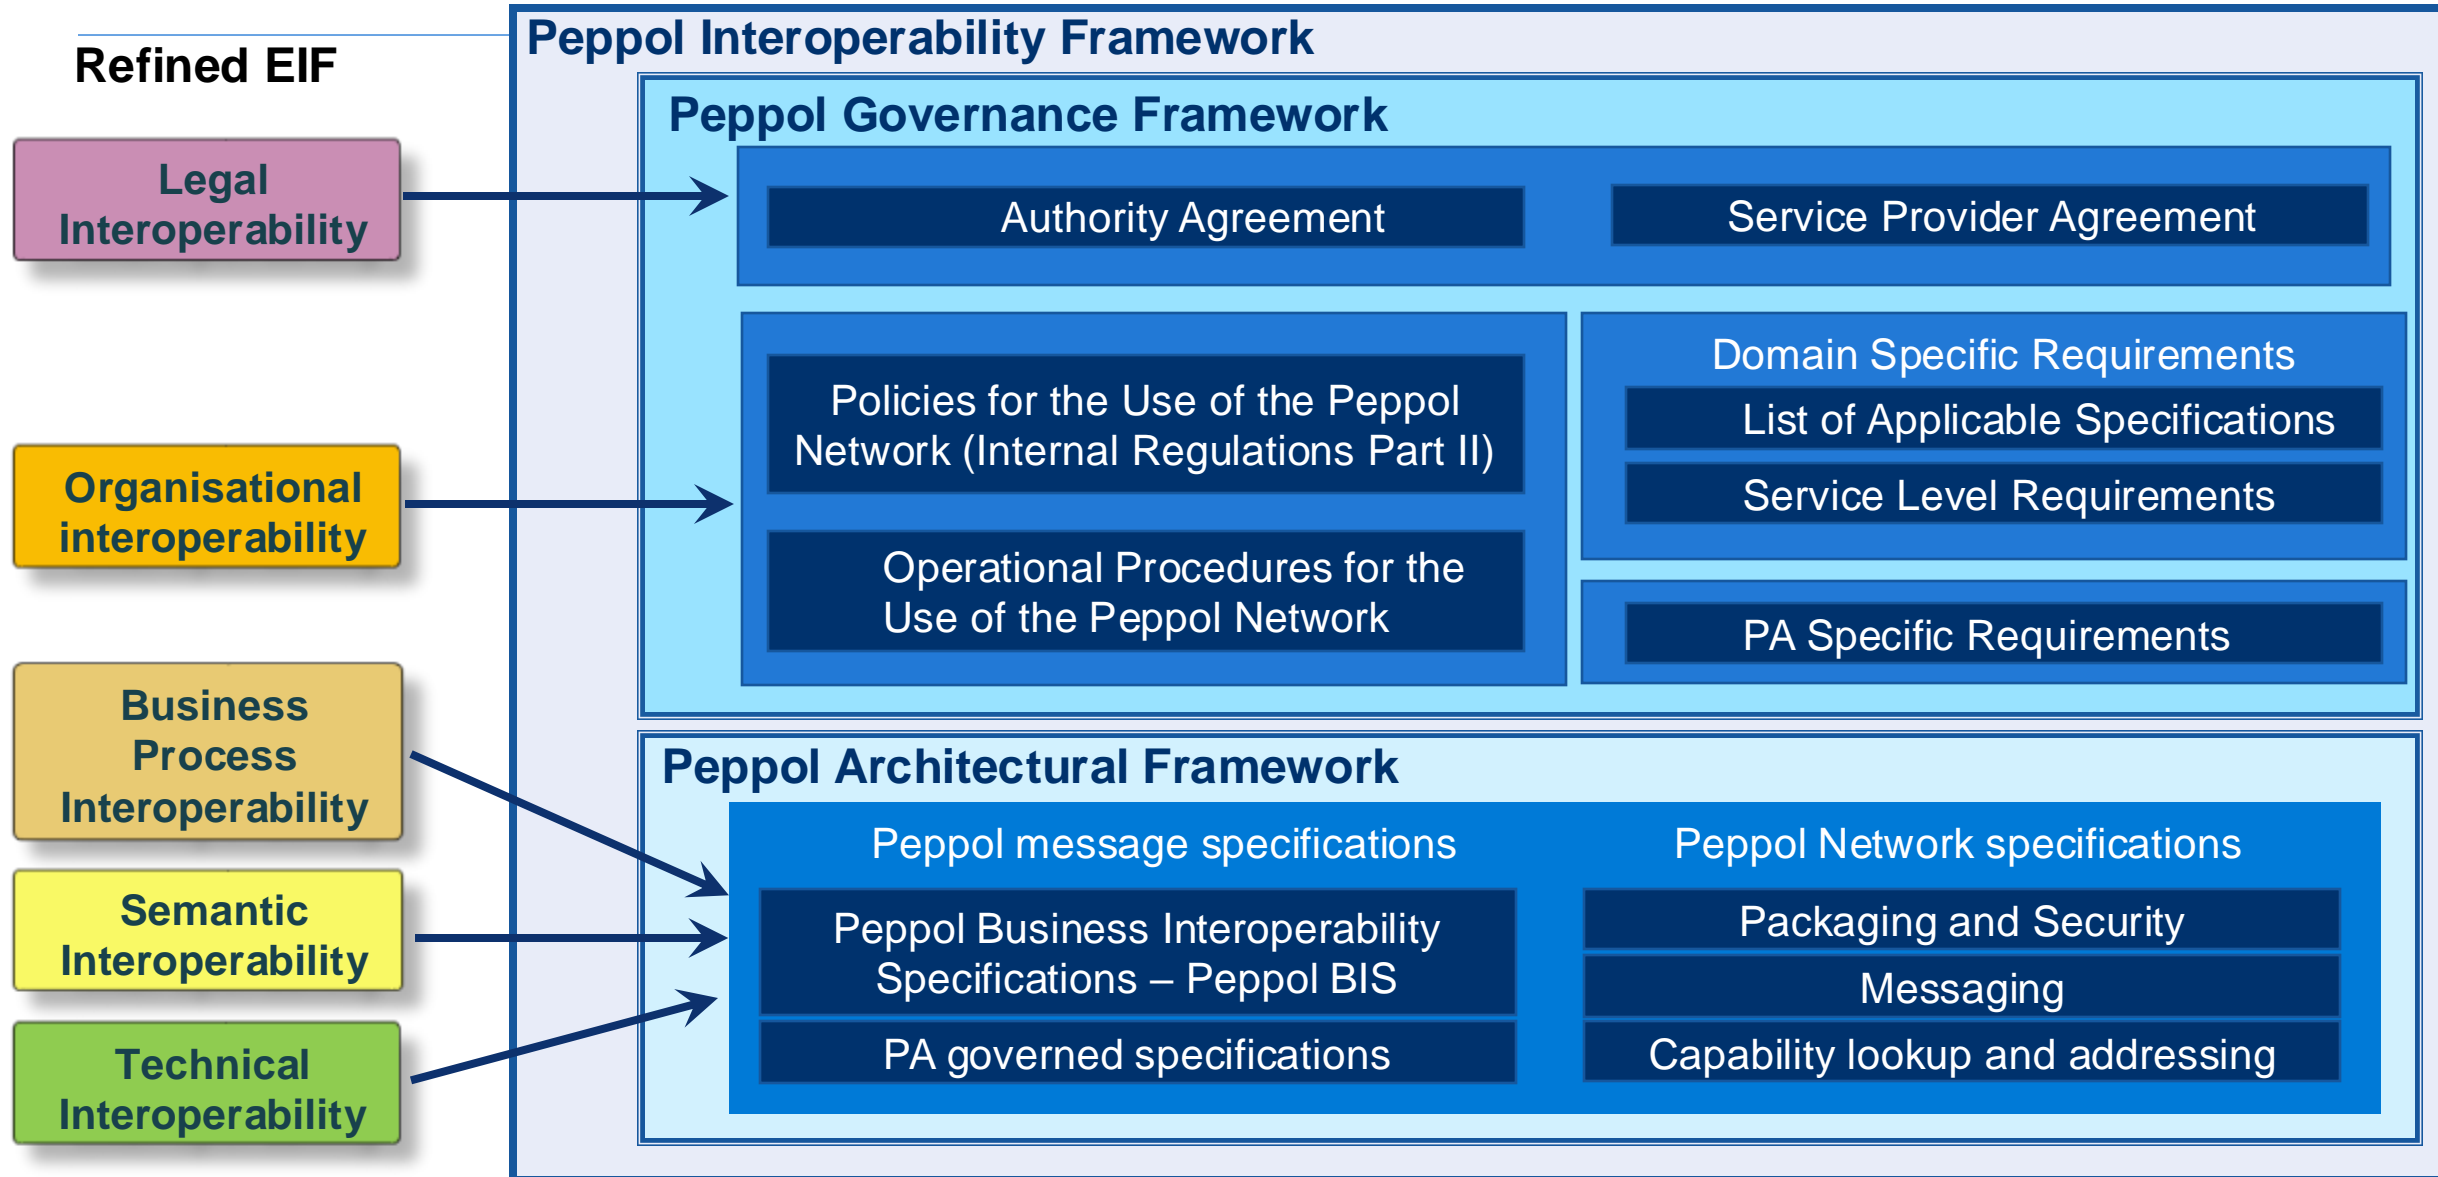 Refined EIF
Peppol Interoperability Framework
Peppol Governance Framework
Legal
Interoperability
Authority Agreement
Service Provider Agreement
Organisational
interoperability
Policies for the Use of the Peppol
Network (Internal Regulations Part II)
Operational Procedures for the
Use of the Peppol Network
Domain Specific Requirements
List of Applicable Specifications
Service Level Requirements
PA Specific Requirements
Business
Process
Interoperability
Semantic
Interoperability
Technical
Interoperability
Peppol Architectural Framework
Peppol message specifications
Peppol Business Interoperability
Specifications – Peppol BIS
PA governed specifications
Peppol Network specifications
Packaging and Security
Messaging
Capability lookup and addressing